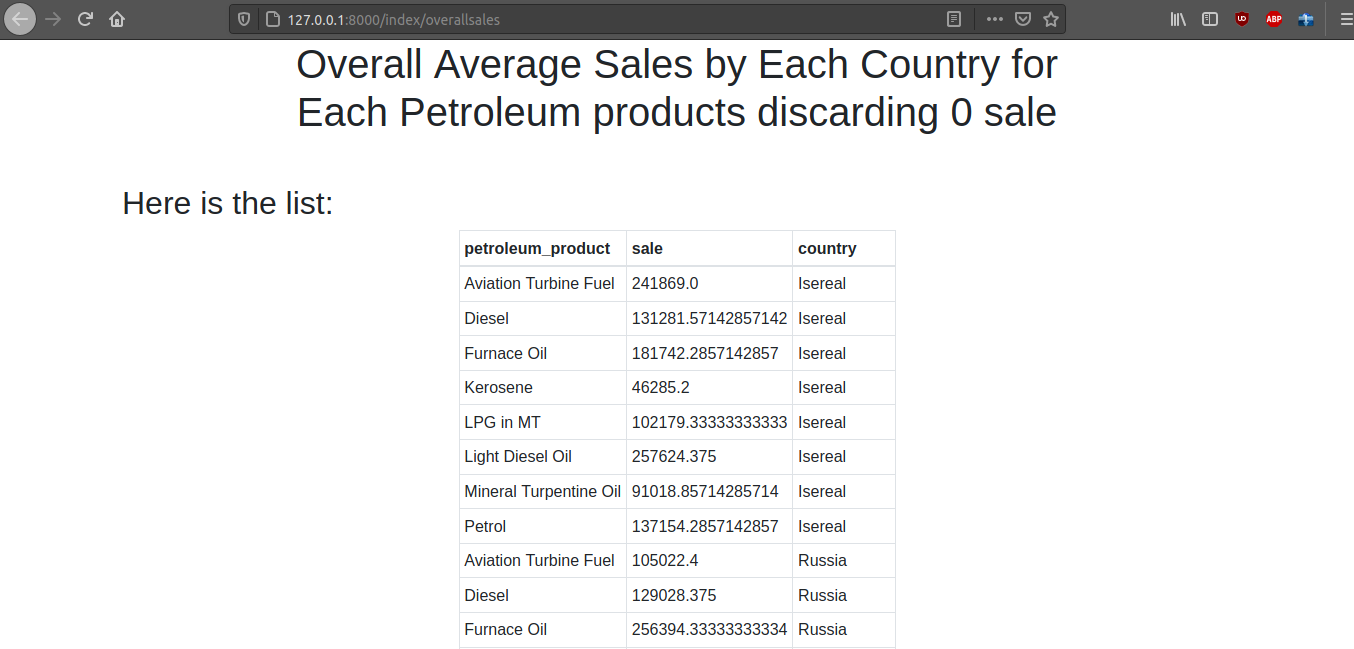 127.0.0.1:8000/index/overallsales
UD
ABP
Overall Average Sales by Each Country for
Each Petroleum products discarding 0 sale
Here is the list:
petroleum_product sale country
Aviation Turbine Fuel 241869.0 Isereal
Diesel 131281.57142857142 Isereal
Furnace Oil 181742.2857142857 Isereal
Kerosene 46285.2 Isereal
LPG in MT 102179.33333333333 Isereal
Light Diesel Oil 257624.375 Isereal
Mineral Turpentine Oil 91018.85714285714 Isereal
Petrol 137154.2857142857 Isereal
Aviation Turbine Fuel 105022.4 Russia
Diesel 129028.375 Russia
Furnace Oil 256394.33333333334 Russia